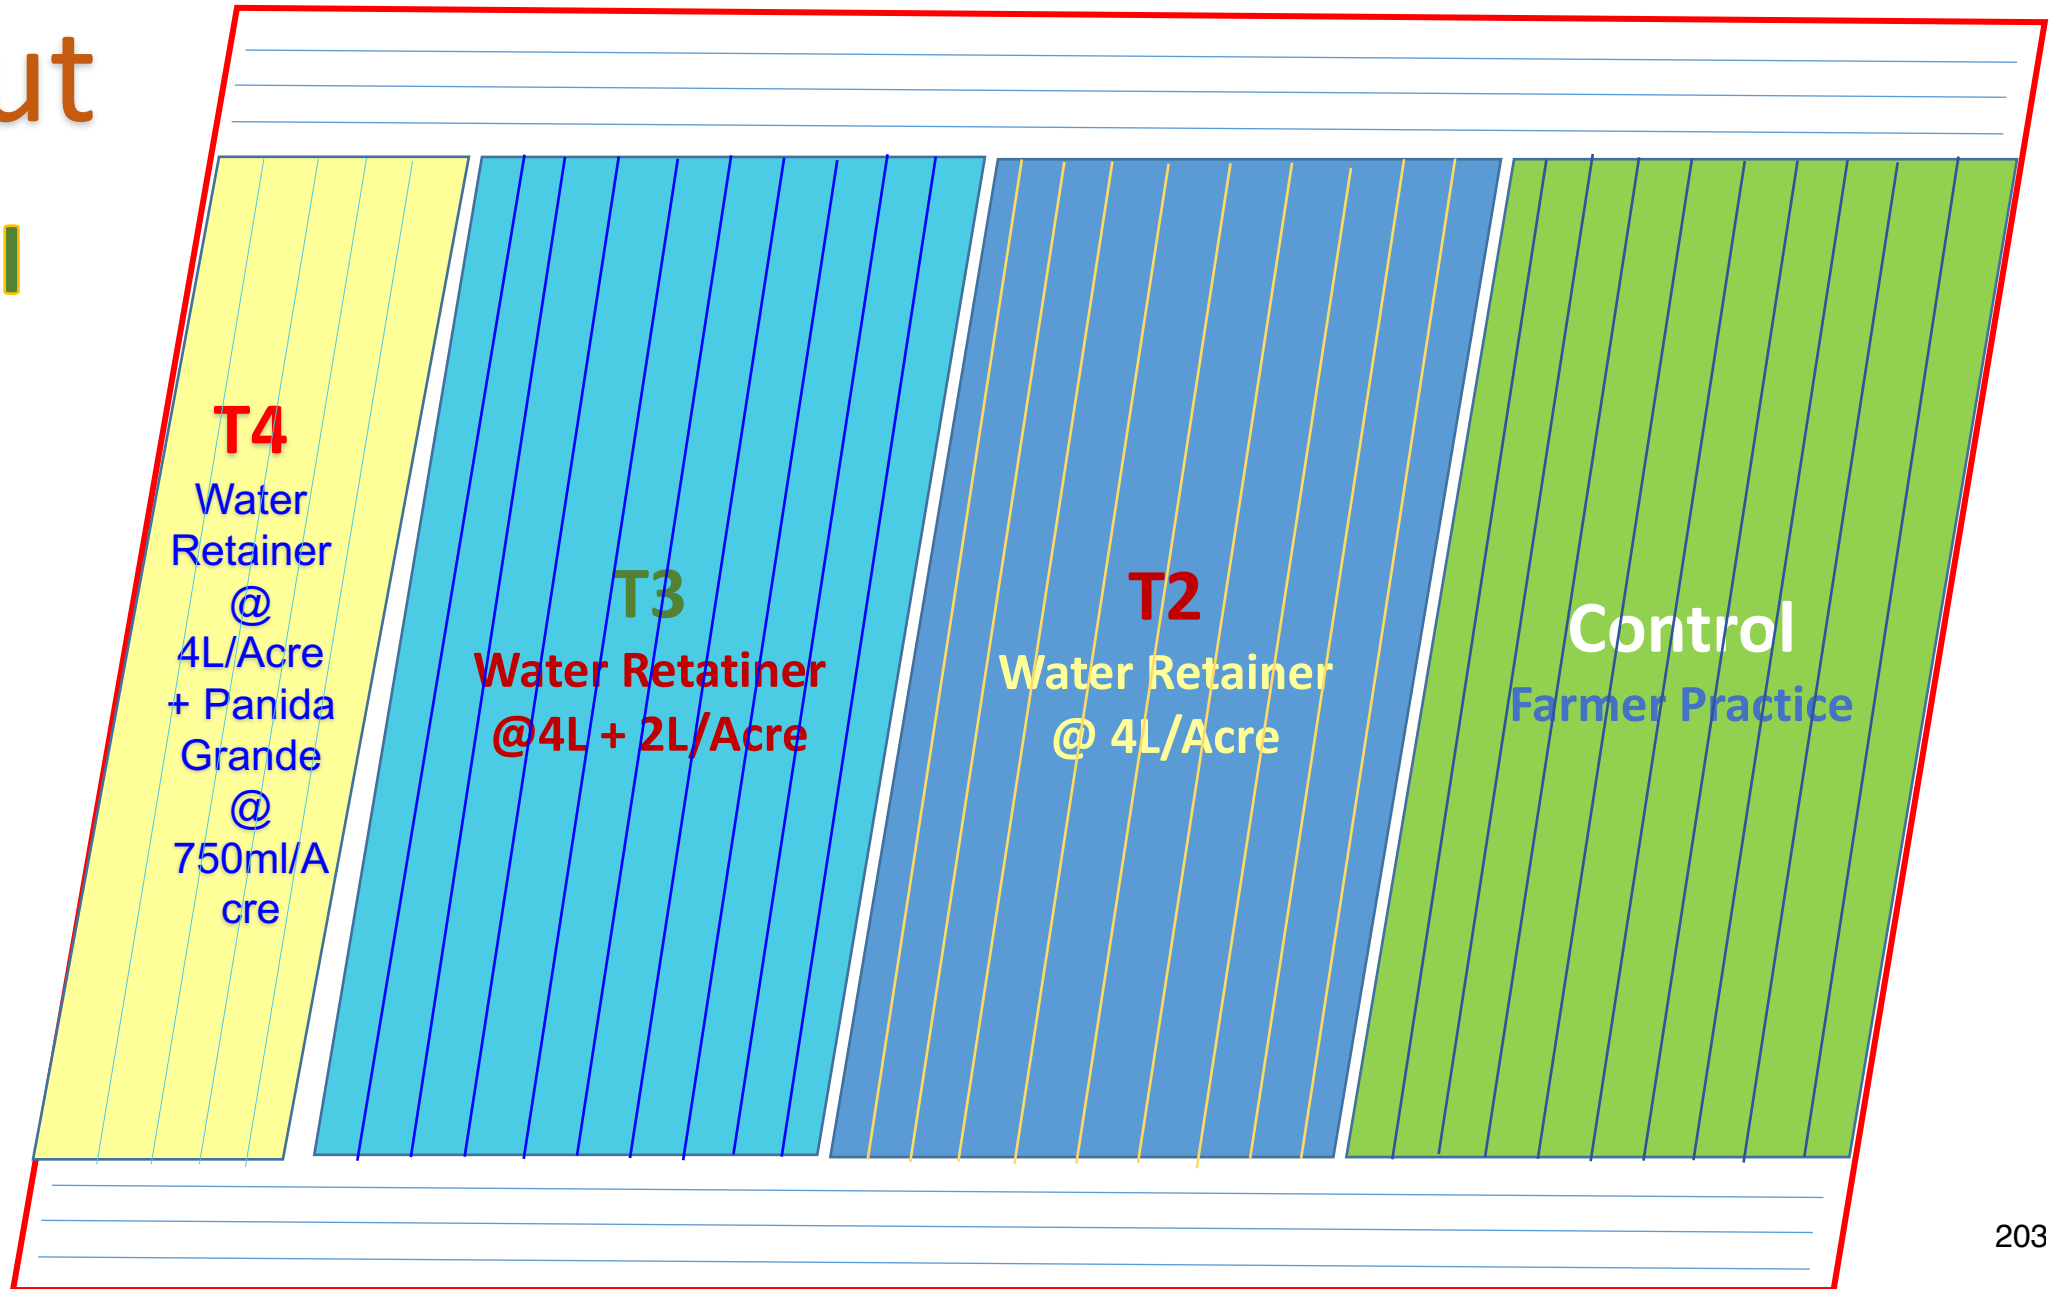 ut
l
T4
Water
Retainer
@
4L/Acre
+ Panida
Grande
@
750ml/A
cre
T3
Water Retatiner
@4L + 2L/Acre
T2
Water Retainer
@ 4L/Acre
Control
Farmer Practice
203